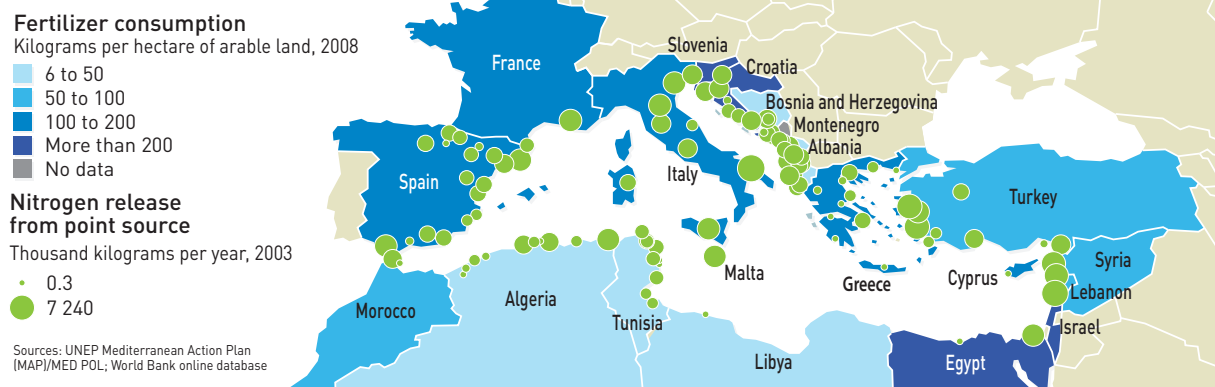 Fertilizer consumption
Kilograms per hectare of arable land, 2008
6 to 50
50 to 100
100 to 200
More than 200
No data
Nitrogen release
from point source
Thousand kilograms per year, 2003
0.3
7 240
Sources: UNEP Mediterranean Action Plan
(MAP)/MED POL; World Bank online database
France
Slovenia
Croatia
Bosnia and Herzegovina
Montenegro
Albania
Italy
Spain
Turkey
Malta
Greece
Cyprus
Syria
Lebanon
Israel
Morocco
Algeria
Tunisia
Libya
Egypt